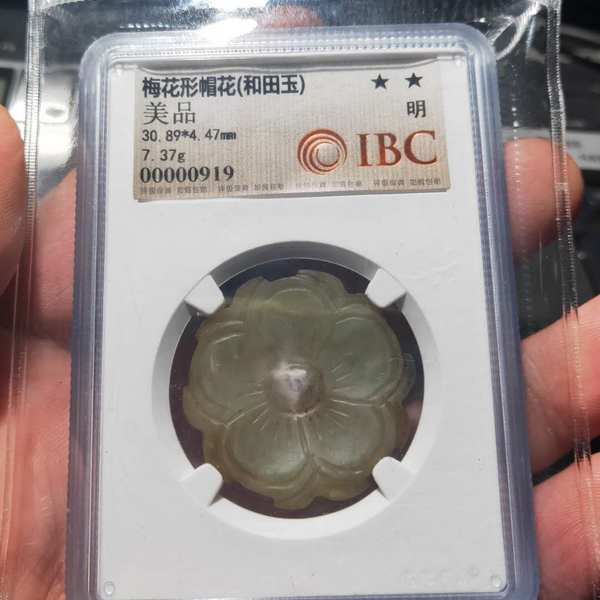 梅花形帽花(和田玉) ★ ★
美品 明
30.89*4.47mm
7.37g IBC
00000919